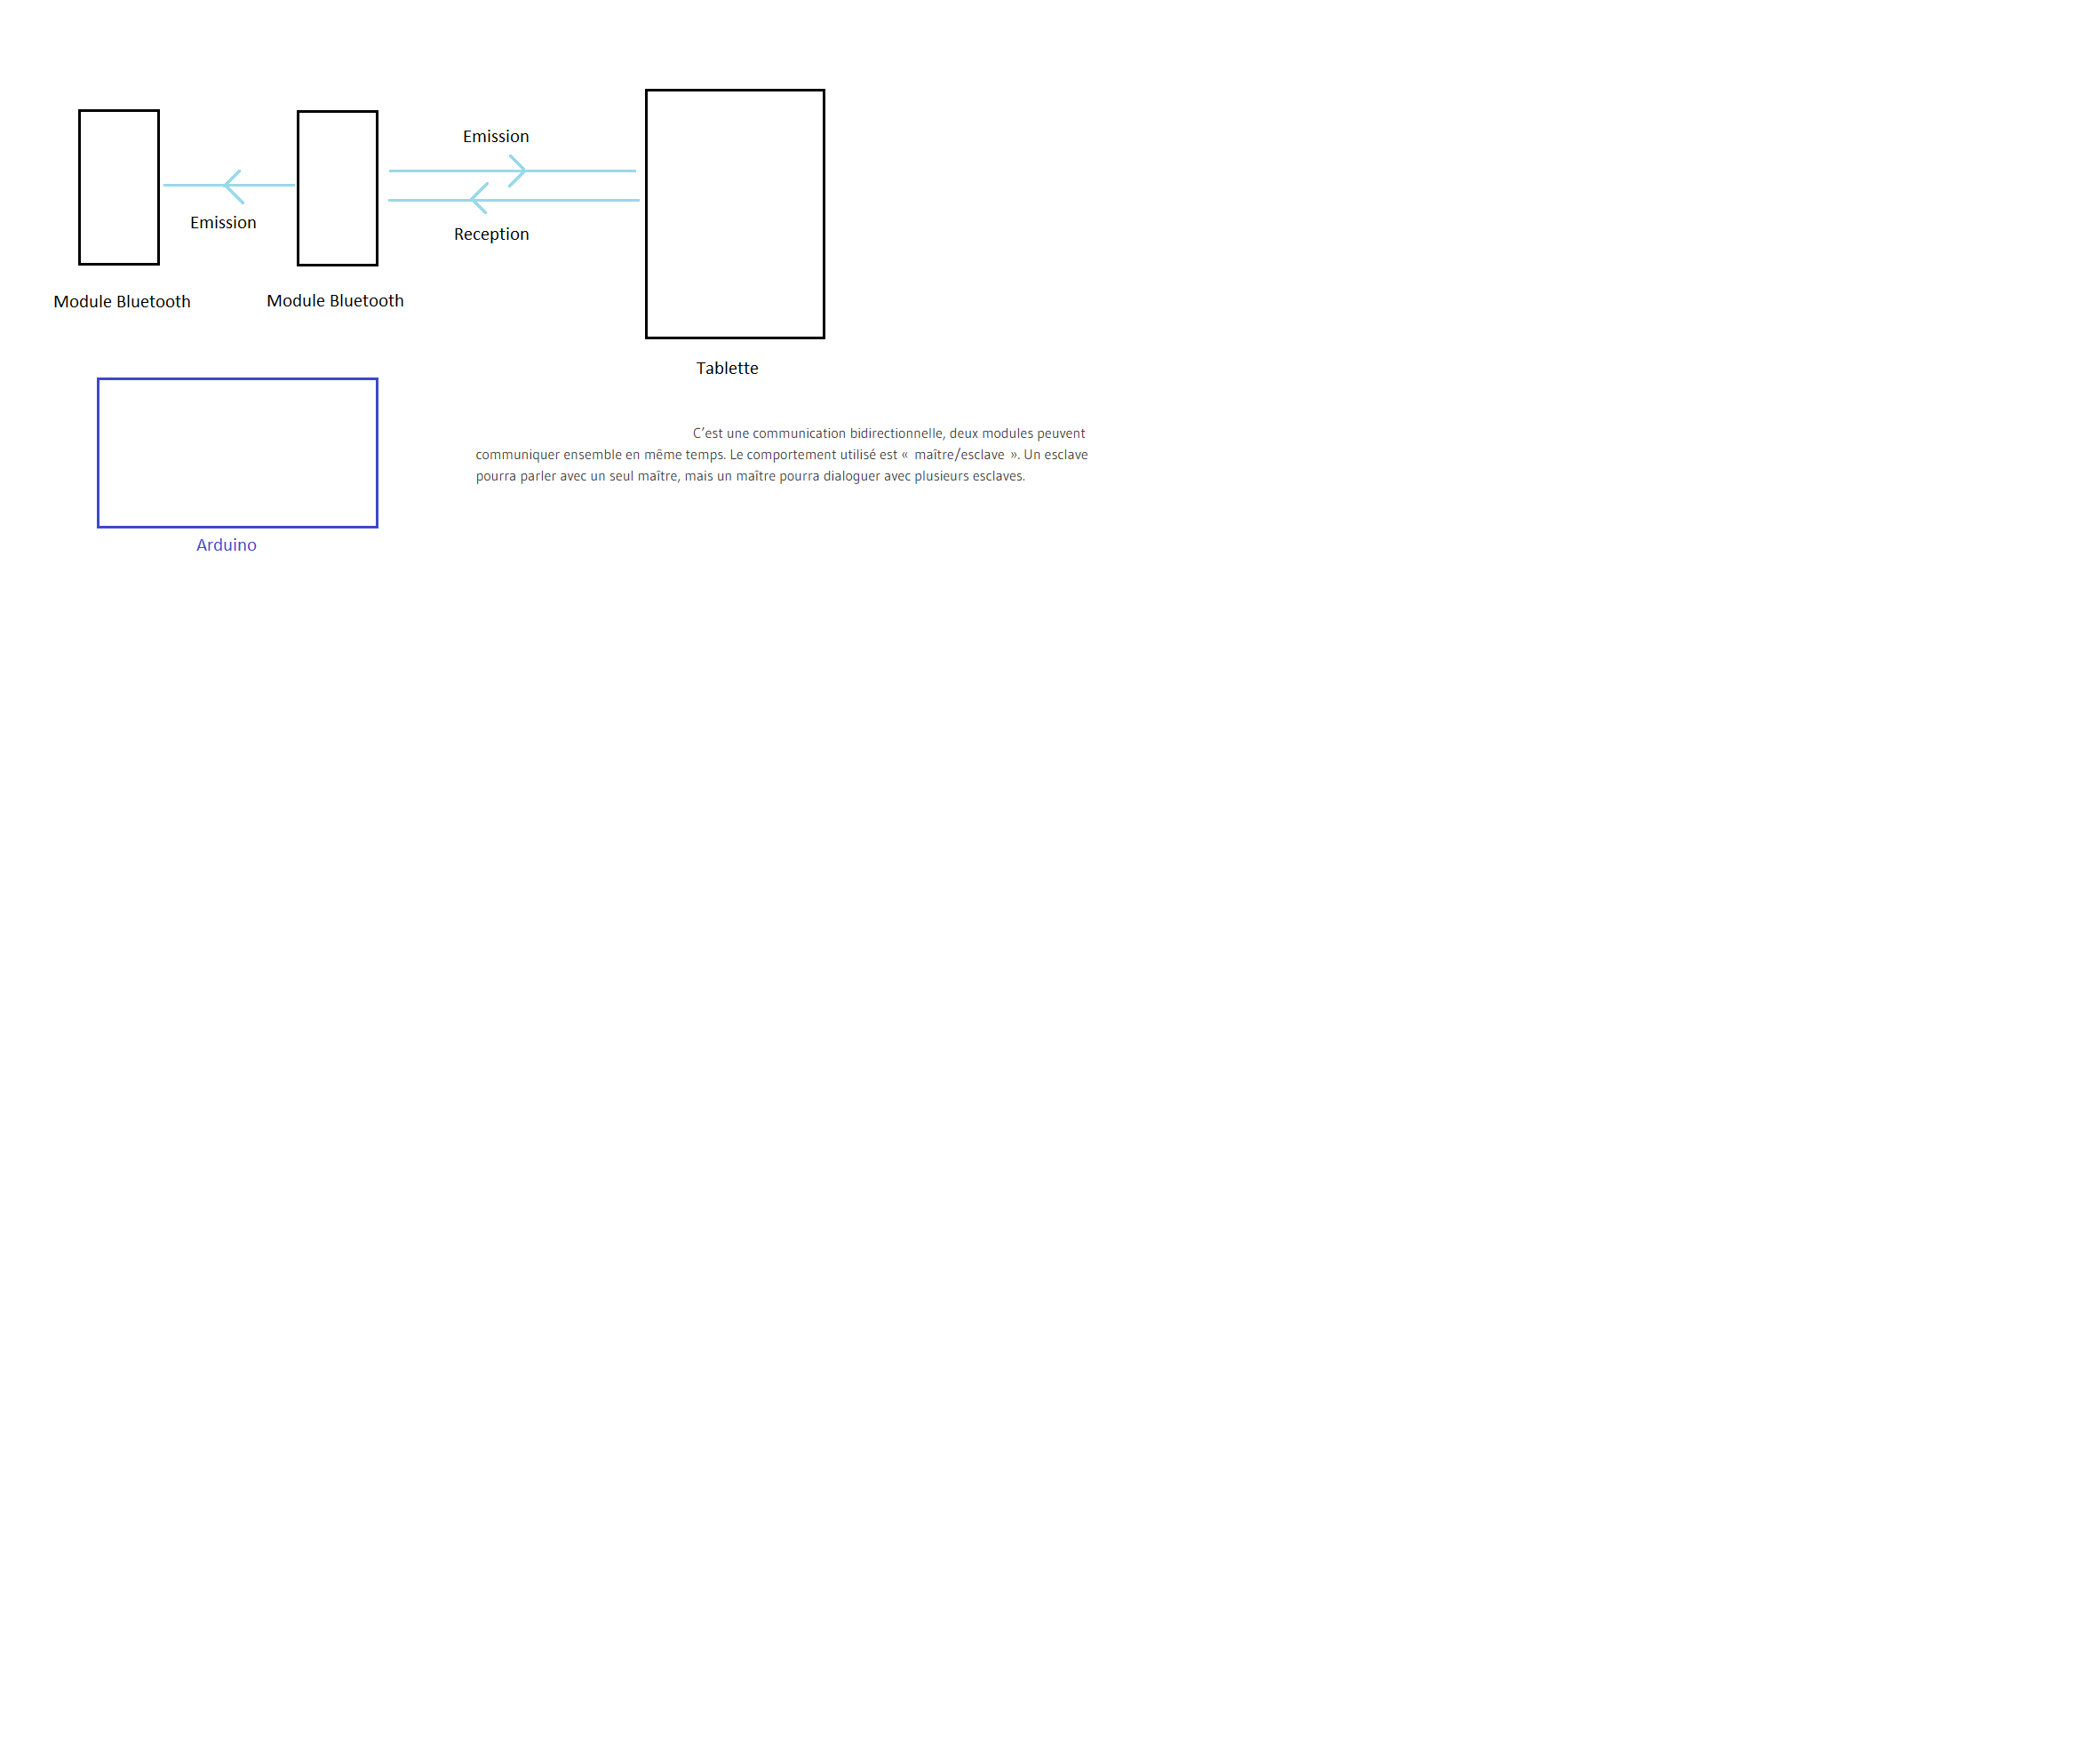 Emission
Emission
Reception
Module Bluetooth
Module Bluetooth
Tablette
C’est une communication bidirectionnelle, deux modules peuvent
communiquer ensemble en même temps. Le comportement utilisé est « maître/esclave ». Un esclave
pourra parler avec un seul maître, mais un maître pourra dialoguer avec plusieurs esclaves.
Arduino